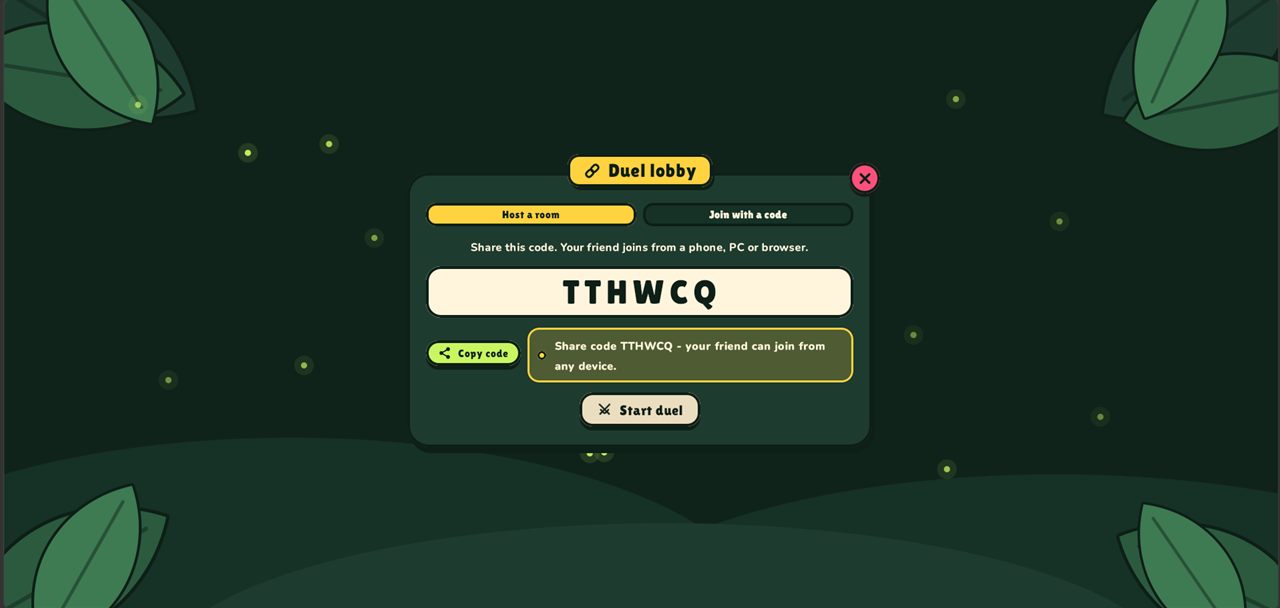 Duel lobby
Host a room
Join with a code
Share this code. Your friend joins from a phone, PC or browser.
TTHWCQ
Copy code
Share code TTHWCQ - your friend can join from
any device.
Start duel